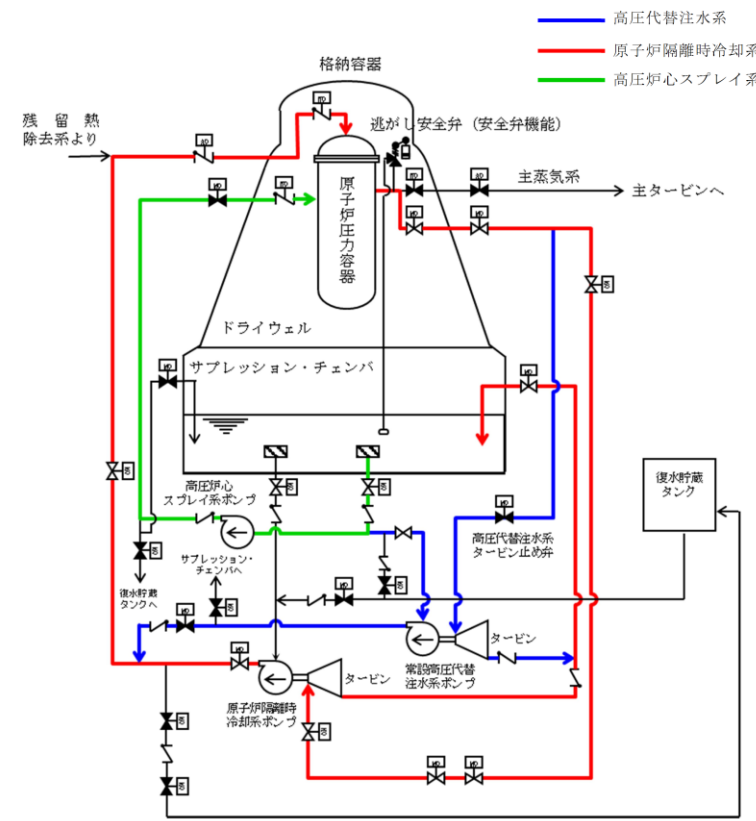 高圧代替注水系
原子炉隔離時冷却系
高圧炉心スプレイ系
格納容器
残留熱
除去系より
逃がし安全弁（安全弁機能）
主蒸気系
主タービンへ
原子炉圧力容器
ドライウェル
サプレッション・チェンバ
復水貯蔵
タンク
高圧炉心
スプレイ系ポンプ
高圧代替注水系
タービン止め弁
サプレッション・
チェンバへ
復水貯蔵
タンクへ
タービン
常設高圧代替
注水系ポンプ
タービン
原子炉隔離時
冷却系ポンプ